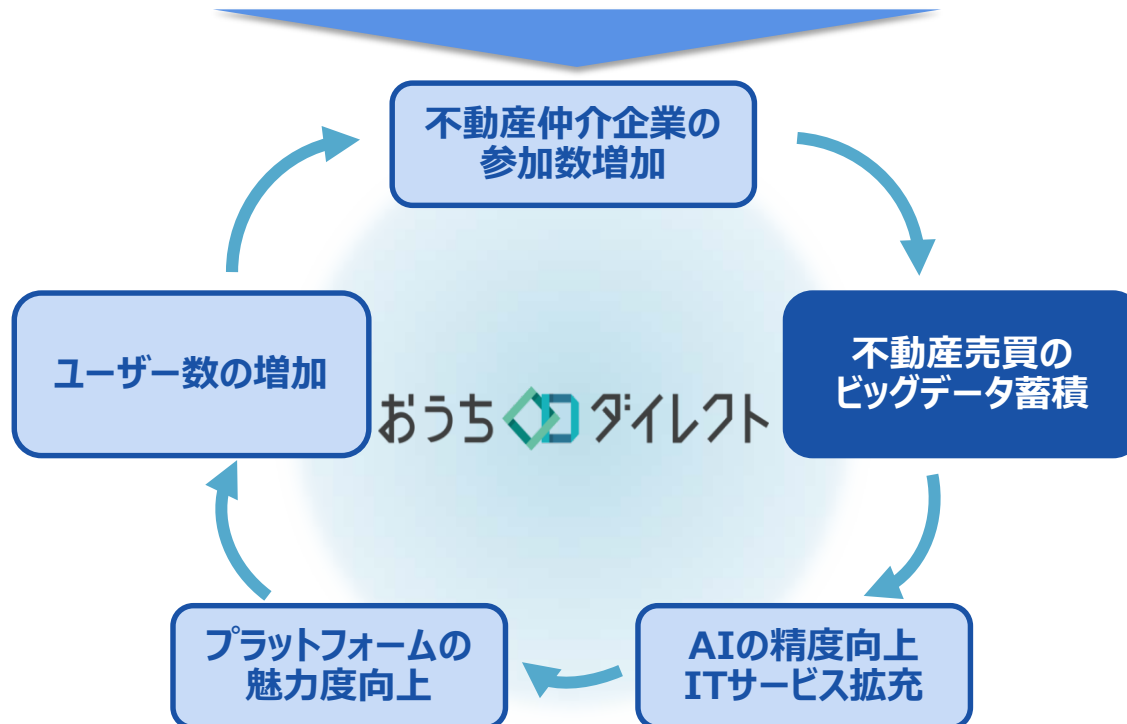 不動産仲介企業の
参加数増加
不動産売買の
ビッグデータ蓄積
AIの精度向上
ITサービス拡充
プラットフォームの
魅力度向上
ユーザー数の増加
おうちダイレクト